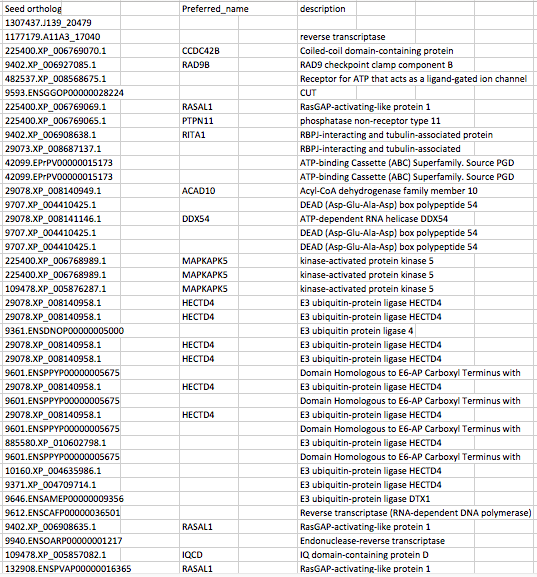 Seed ortholog Preferred_name description
1307437.J139_20479
1177179.A11A3_17040 reverse transcriptase
225400.XP_006769070.1 CCDC42B Coiled-coil domain-containing protein
9402.XP_006927085.1 RAD9B RAD9 checkpoint clamp component B
482537.XP_008568675.1 Receptor for ATP that acts as a ligand-gated ion channel
9593.ENSGGOP00000028224 CUT
225400.XP_006769069.1 RASAL1 RasGAP-activating-like protein 1
225400.XP_006769065.1 PTPN11 phosphatase non-receptor type 11
9402.XP_006908638.1 RITA1 RBPJ-interacting and tubulin-associated protein
29073.XP_008687137.1 RBPJ-interacting and tubulin-associated
42099.EPrPV00000015173 ATP-binding Cassette (ABC) Superfamily. Source PGD
42099.EPrPV00000015173 ATP-binding Cassette (ABC) Superfamily. Source PGD
29078.XP_008140949.1 ACAD10 Acyl-CoA dehydrogenase family member 10
9707.XP_004410425.1 DEAD (Asp-Glu-Ala-Asp) box polypeptide 54
29078.XP_008141146.1 DDX54 ATP-dependent RNA helicase DDX54
9707.XP_004410425.1 DEAD (Asp-Glu-Ala-Asp) box polypeptide 54
9707.XP_004410425.1 DEAD (Asp-Glu-Ala-Asp) box polypeptide 54
225400.XP_006768989.1 MAPKAPK5 kinase-activated protein kinase 5
225400.XP_006768989.1 MAPKAPK5 kinase-activated protein kinase 5
109478.XP_005876287.1 MAPKAPK5 kinase-activated protein kinase 5
29078.XP_008140958.1 HECTD4 E3 ubiquitin-protein ligase HECTD4
29078.XP_008140958.1 HECTD4 E3 ubiquitin-protein ligase HECTD4
9361.ENSDNOP00000005000 E3 ubiquitin protein ligase 4
29078.XP_008140958.1 HECTD4 E3 ubiquitin-protein ligase HECTD4
29078.XP_008140958.1 HECTD4 E3 ubiquitin-protein ligase HECTD4
9601.ENSPPYP00000005675 Domain Homologous to E6-AP Carboxyl Terminus with
29078.XP_008140958.1 HECTD4 E3 ubiquitin-protein ligase HECTD4
9601.ENSPPYP00000005675 Domain Homologous to E6-AP Carboxyl Terminus with
29078.XP_008140958.1 HECTD4 E3 ubiquitin-protein ligase HECTD4
9601.ENSPPYP00000005675 Domain Homologous to E6-AP Carboxyl Terminus with
885580.XP_010602798.1 E3 ubiquitin-protein ligase HECTD4
9601.ENSPPYP00000005675 Domain Homologous to E6-AP Carboxyl Terminus with
10160.XP_004635986.1 E3 ubiquitin-protein ligase HECTD4
9371.XP_004709714.1 E3 ubiquitin-protein ligase HECTD4
9646.ENSAMEP00000009356 E3 ubiquitin-protein ligase DTX1
9612.ENSCAFP00000036501 Reverse transcriptase (RNA-dependent DNA polymerase)
9402.XP_006908635.1 RASAL1 RasGAP-activating-like protein 1
9940.ENSOARP00000001217 Endonuclease-reverse transcriptase
109478.XP_005857082.1 IQCD IQ domain-containing protein D
132908.ENSPVAP00000016365 RASAL1 RasGAP-activating-like protein 1